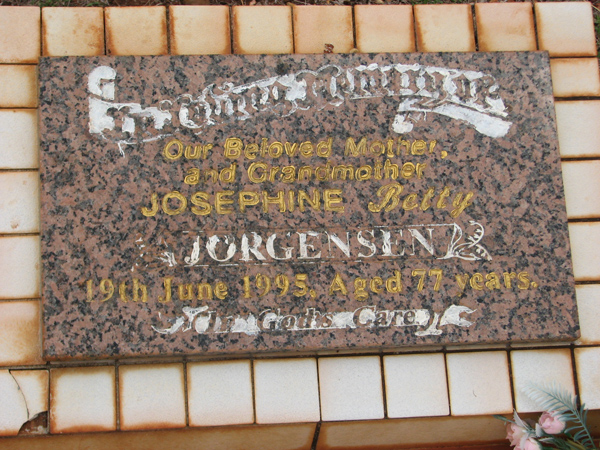 In Loving Memory
Our Beloved Mother,
and Grandmother
JOSEPHINE Betty
JORGENSEN
19th June 1995. Aged 77 years.
In God's Care